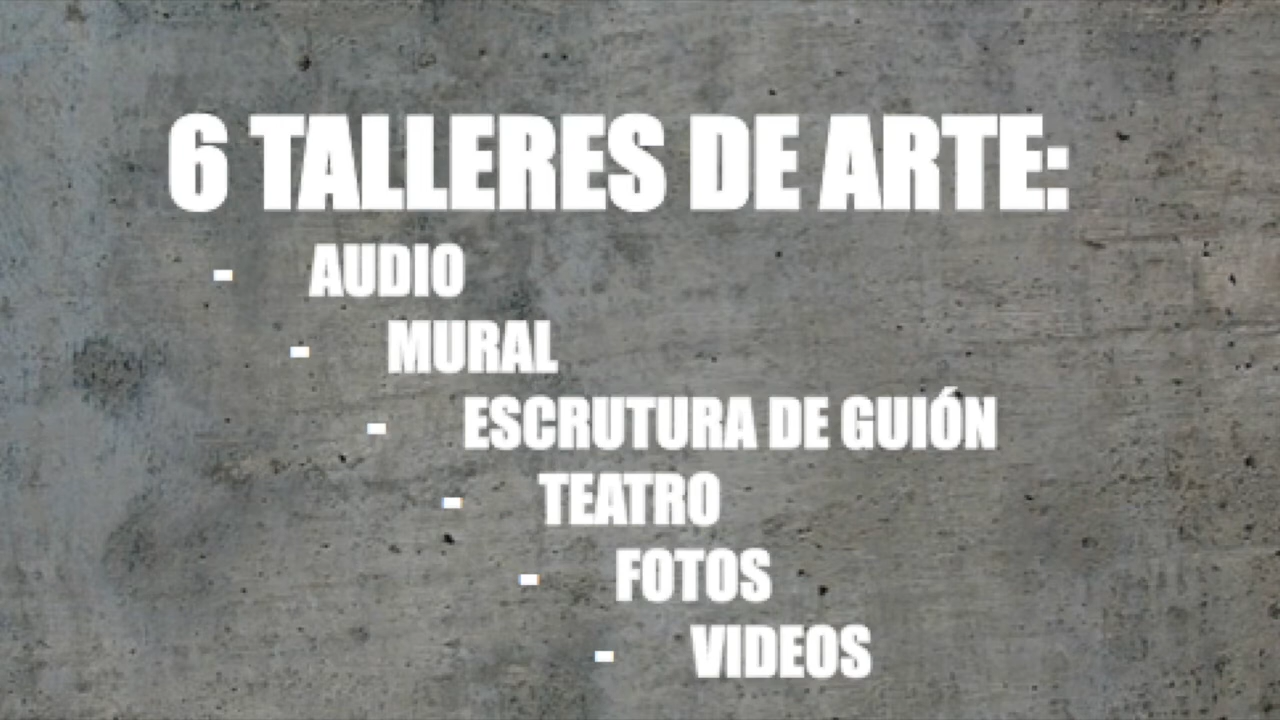 6 TALLERES DE ARTE:
- AUDIO
- MURAL
- ESCRUTURA DE GUIÓN
- TEATRO
- FOTOS
- VIDEOS